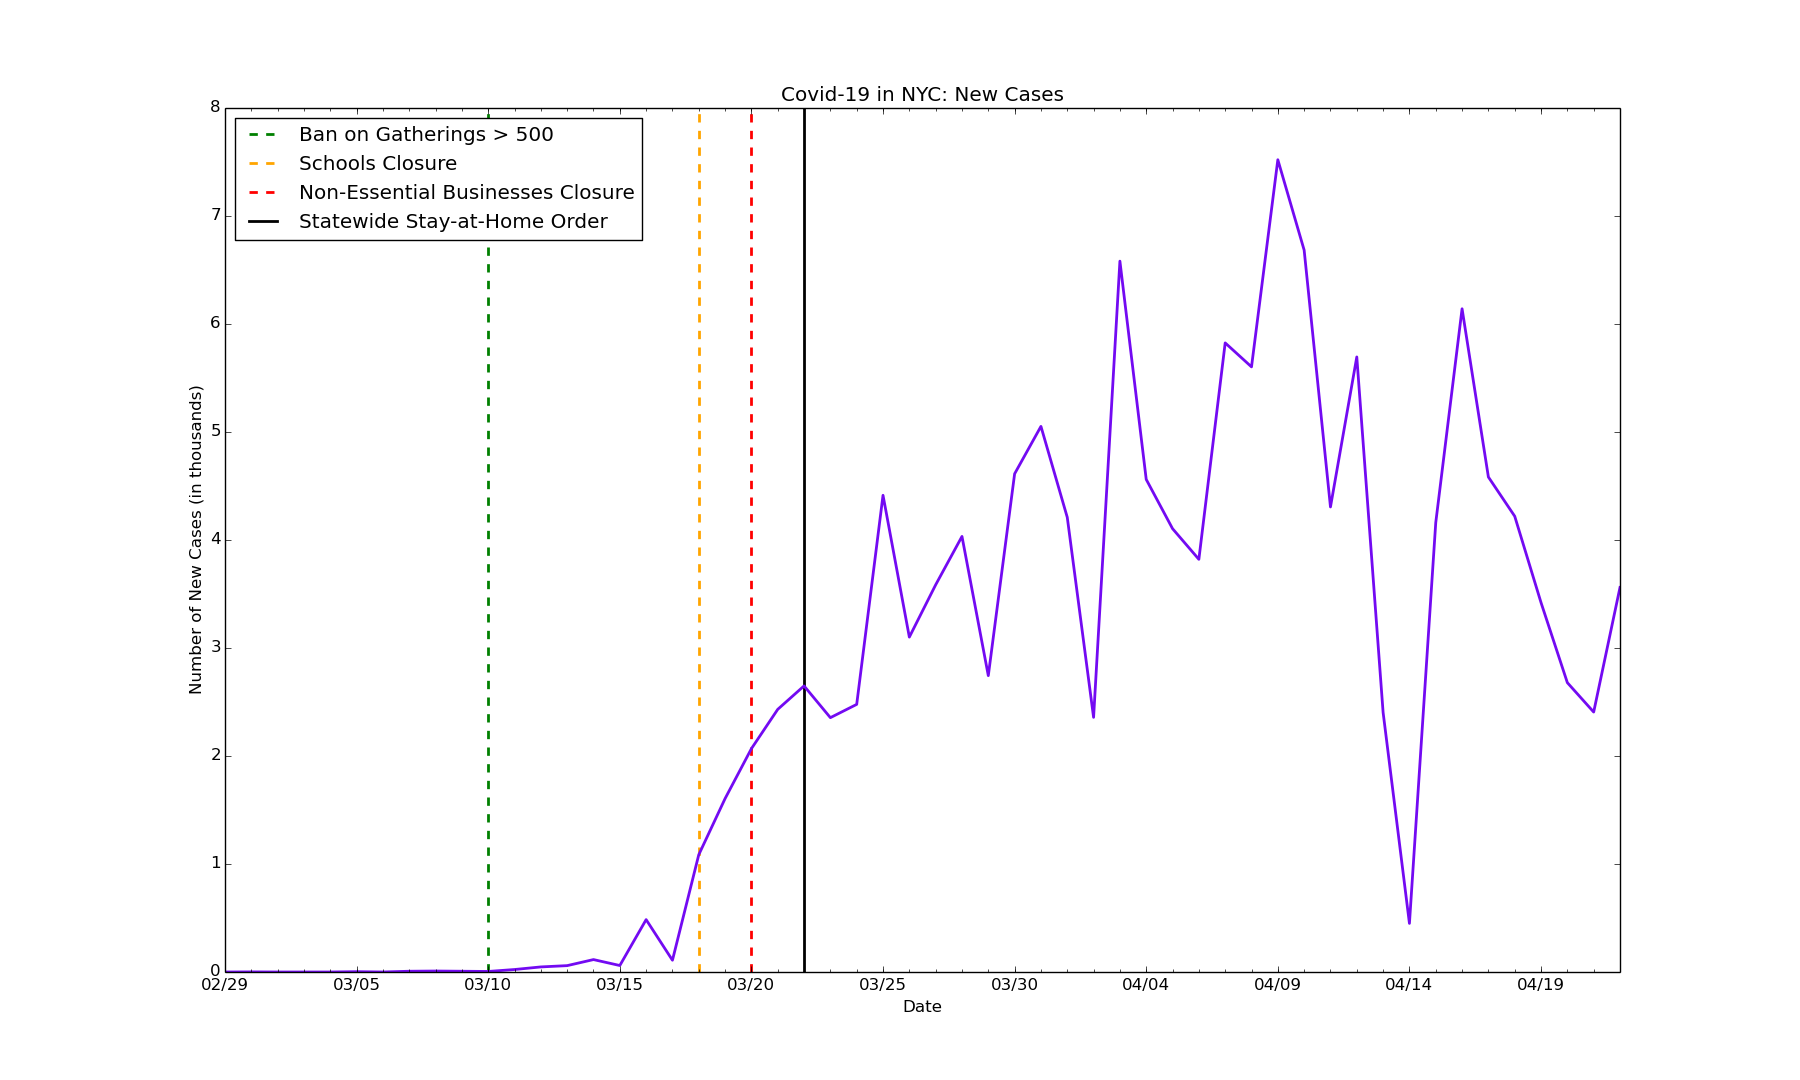 Covid-19 in NYC: New Cases
Ban on Gatherings > 500
Schools Closure
Non-Essential Businesses Closure
Statewide Stay-at-Home Order
Number of New Cases (in thousands)
8
7
6
5
4
3
2
1
0
02/29 03/05 03/10 03/15 03/20 03/25 03/30 04/04 04/09 04/14 04/19
Date